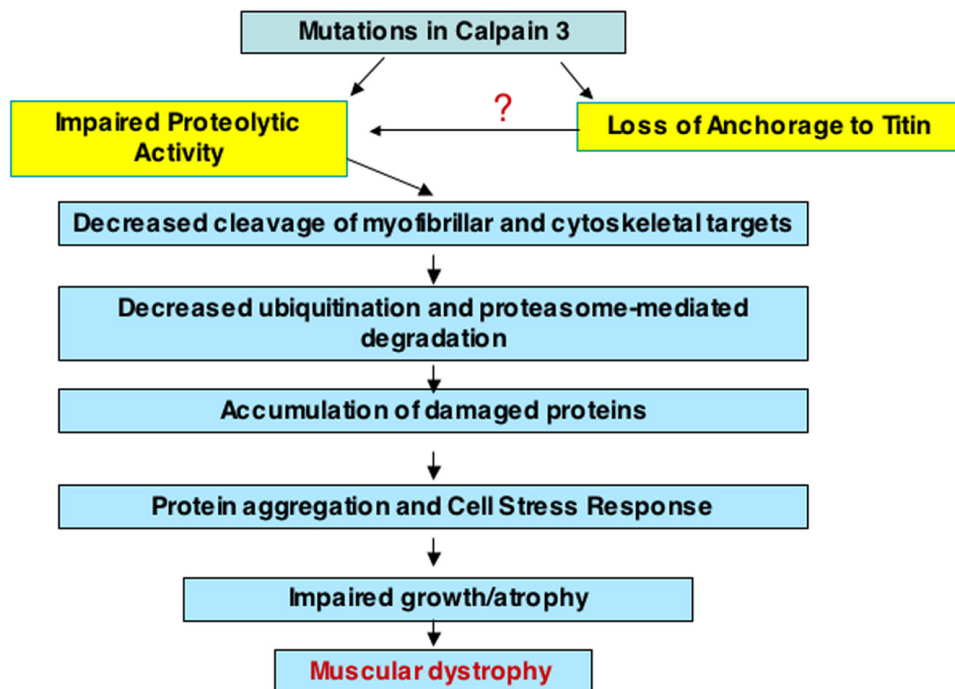 Mutations in Calpain 3
?
Impaired Proteolytic
Activity
Loss of Anchorage to Titin
Decreased cleavage of myofibrillar and cytoskeletal targets
Decreased ubiquitination and proteasome-mediated
degradation
Accumulation of damaged proteins
Protein aggregation and Cell Stress Response
Impaired growth/atrophy
Muscular dystrophy